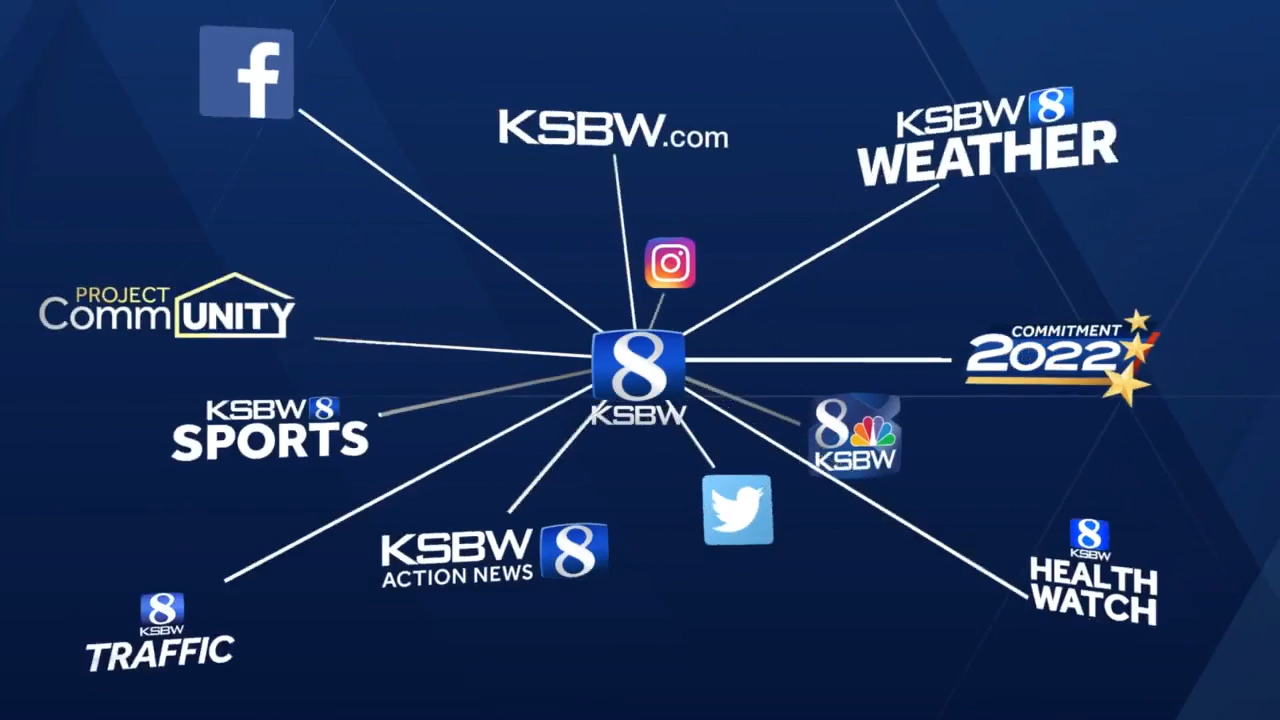 f
KSBW.com
KSBW 8
WEATHER
PROJECT
CommUNITY
COMMITMENT
2022
8
KSBW
KSBW 8
SPORTS
8
KSBW
KSBW 8
ACTION NEWS
8
KSBW
HEALTH
WATCH
8
KSBW
TRAFFIC